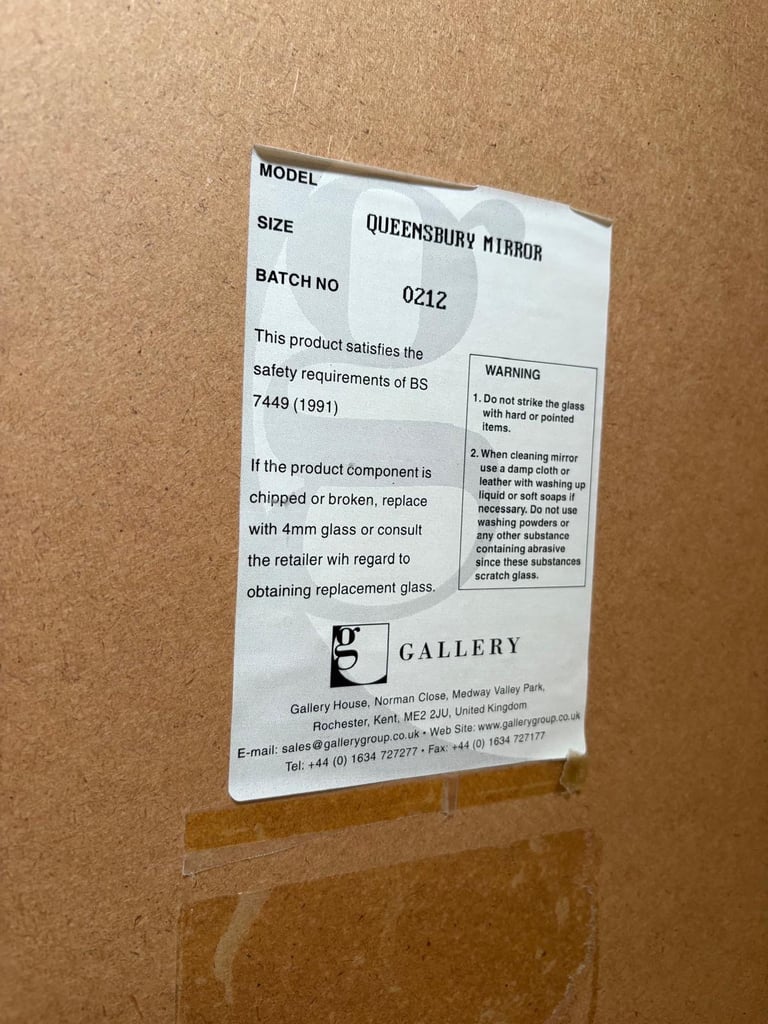 MODEL
SIZE QUEENSBURY MIRROR
BATCH NO 0212
This product satisfies the
safety requirements of BS
7449 (1991)
If the product component is
chipped or broken, replace
with 4mm glass or consult
the retailer wih regard to
obtaining replacement glass.
WARNING
1. Do not strike the glass
with hard or pointed
items.
2. When cleaning mirror
use a damp cloth or
leather with washing up
liquid or soft soaps if
necessary. Do not use
washing powders or
any other substance
containing abrasive
since these substances
scratch glass.
g GALLERY
Gallery House, Norman Close, Medway Valley Park,
Rochester, Kent, ME2 2JU, United Kingdom
E-mail: sales@gallerygroup.co.uk • Web Site: www.gallerygroup.co.uk
Tel: +44 (0) 1634 727277 • Fax: +44 (0) 1634 727177